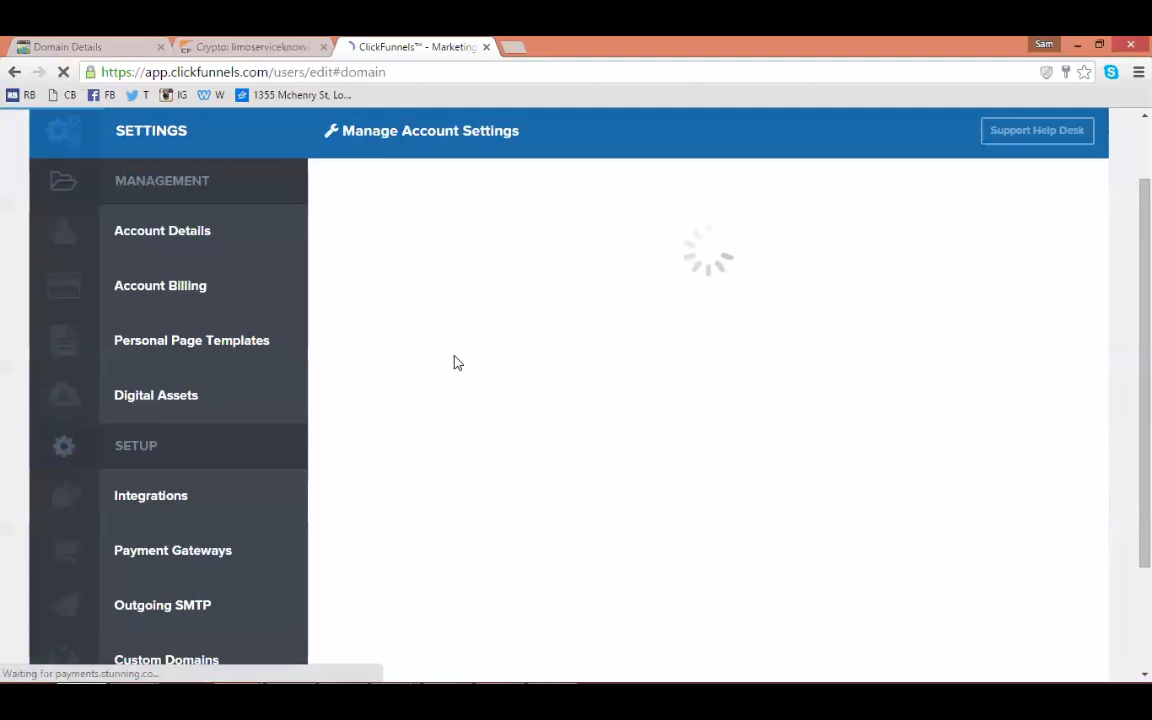 Domain Details
Crypto: limoserviceknoxvi
ClickFunnels™ - Marketing
Sam
https://app.clickfunnels.com/users/edit#domain
RB CB FB T IG W 1355 Mchenry St, Lo...
SETTINGS
Manage Account Settings
Support Help Desk
MANAGEMENT
Account Details
Account Billing
Personal Page Templates
Digital Assets
SETUP
Integrations
Payment Gateways
Outgoing SMTP
Custom Domains
Waiting for payments.stunning.co...